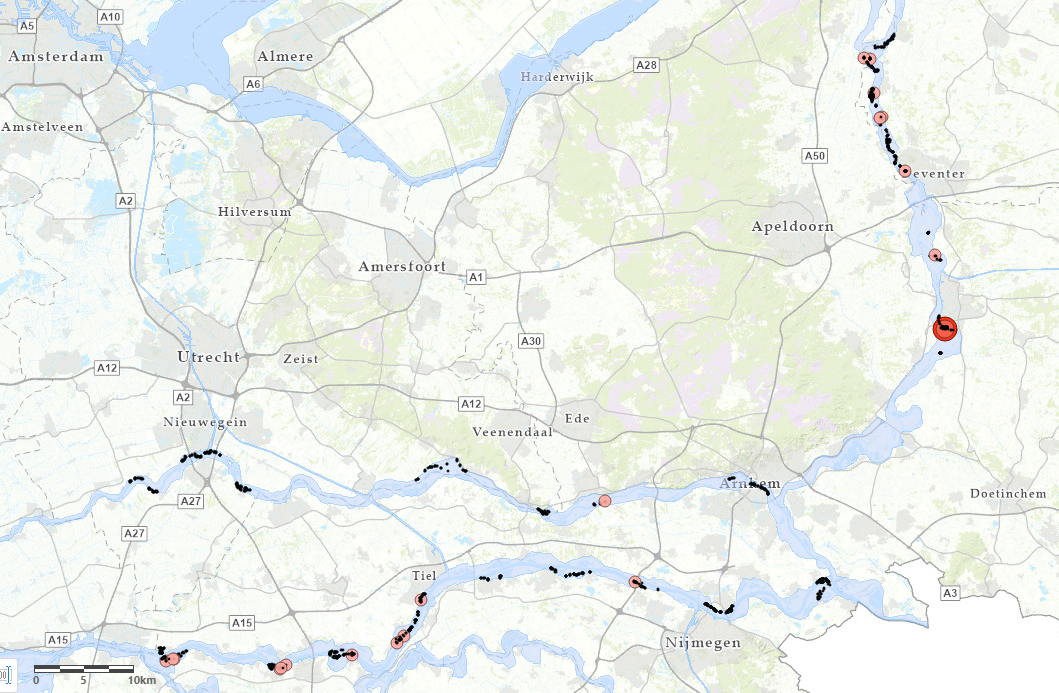 A5
A10
Amsterdam
Almere
A6
Harderwijk
A28
Amstelveen
A50
eventer
A2
Hilversum
Apeldoorn
Amersfoort
A1
A30
Utrecht
Zeist
A12
A2
A12
Ede
Nieuwegein
Veenendaal
Arnhem
A27
Doetinchem
A27
Tiel
A3
A15
A15
Nijmegen
0 5 10km